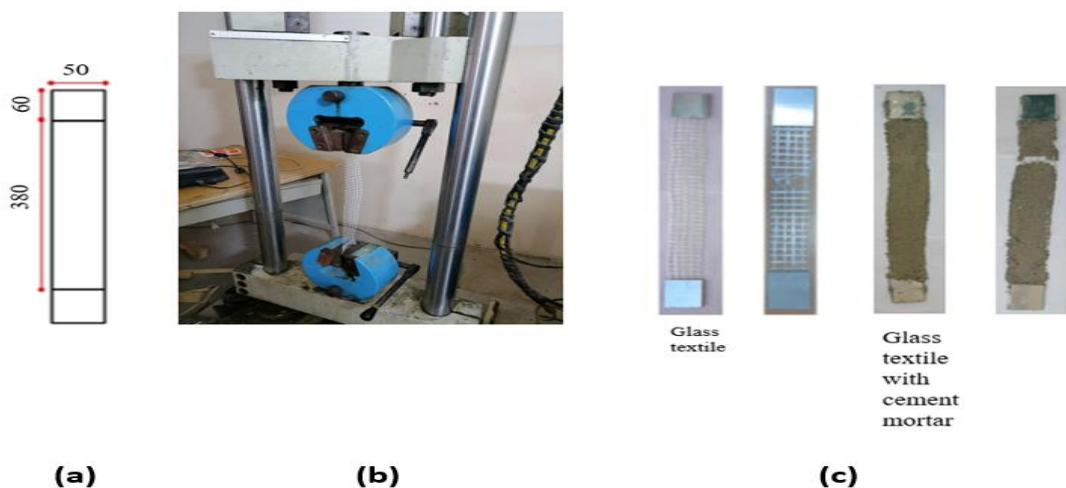 50
60
380
Glass
textile
Glass
textile
with
cement
mortar
(a)
(b)
(c)